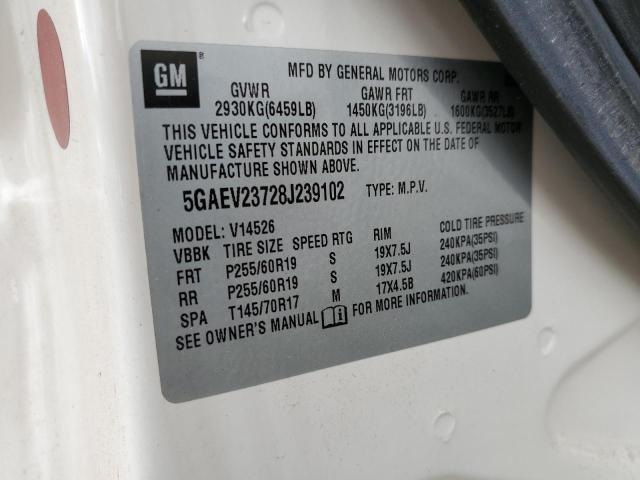 GM ®
MFD BY GENERAL MOTORS CORP.
GVWR GAWR FRT GAWR RR
2930KG(6459LB) 1450KG(3196LB) 1600KG(3527LB)
THIS VEHICLE CONFORMS TO ALL APPLICABLE U.S. FEDERAL MOTOR
VEHICLE SAFETY STANDARDS IN EFFECT ON THE DATE OF
MANUFACTURE SHOWN ABOVE.
5GAEV23728J239102 TYPE: M.P.V.
MODEL: V14526
VBBK TIRE SIZE SPEED RTG RIM COLD TIRE PRESSURE
FRT P255/60R19 S 19X7.5J 240KPA(35PSI)
RR P255/60R19 S 19X7.5J 240KPA(35PSI)
SPA T145/70R17 M 17X4.5B 420KPA(60PSI)
SEE OWNER'S MANUAL FOR MORE INFORMATION.